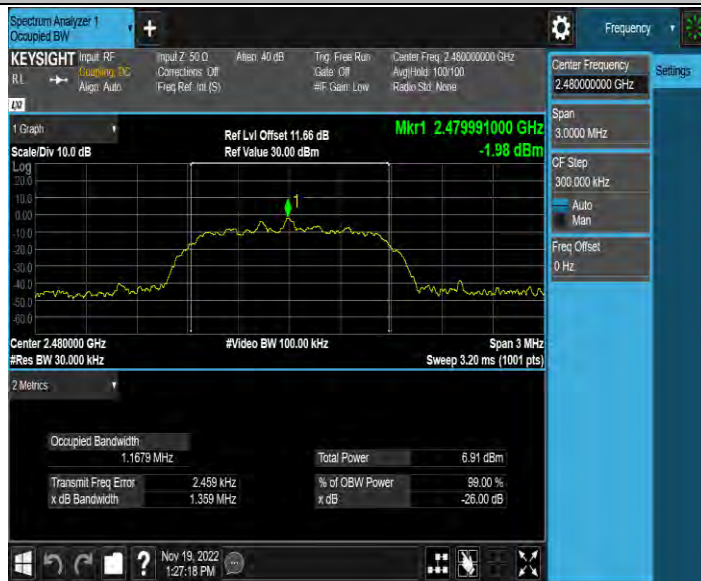 Spectrum Analyzer 1
Occupied BW
+
Frequency
KEYSIGHT Input: RF Input Z: 50 Ω Atten: 40 dB Trig: Free Run Center Freq: 2.480000000 GHz
RL Coupling: DC Corrections: Off Gate: Off Avg|Hold: 100/100
Align: Auto Freq Ref: Int (S) #IF Gain: Low Radio Std: None
LXI
Center Frequency
2.480000000 GHz
Settings
Span
3.0000 MHz
CF Step
300.000 kHz
Auto
Man
Freq Offset
0 Hz
1 Graph
Ref Lvl Offset 11.66 dB
Mkr1 2.479991000 GHz
Scale/Div 10.0 dB
Ref Value 30.00 dBm
-1.98 dBm
Log
20.0
10.0
0.00
-10.0
-20.0
-30.0
-40.0
-50.0
-60.0
1
Center 2.480000 GHz
#Video BW 100.00 kHz
Span 3 MHz
#Res BW 30.000 kHz
Sweep 3.20 ms (1001 pts)
2 Metrics
Occupied Bandwidth
1.1679 MHz
Total Power 6.91 dBm
Transmit Freq Error 2.459 kHz
% of OBW Power 99.00 %
x dB Bandwidth 1.359 MHz
x dB -26.00 dB
?
Nov 19, 2022
1:27:18 PM